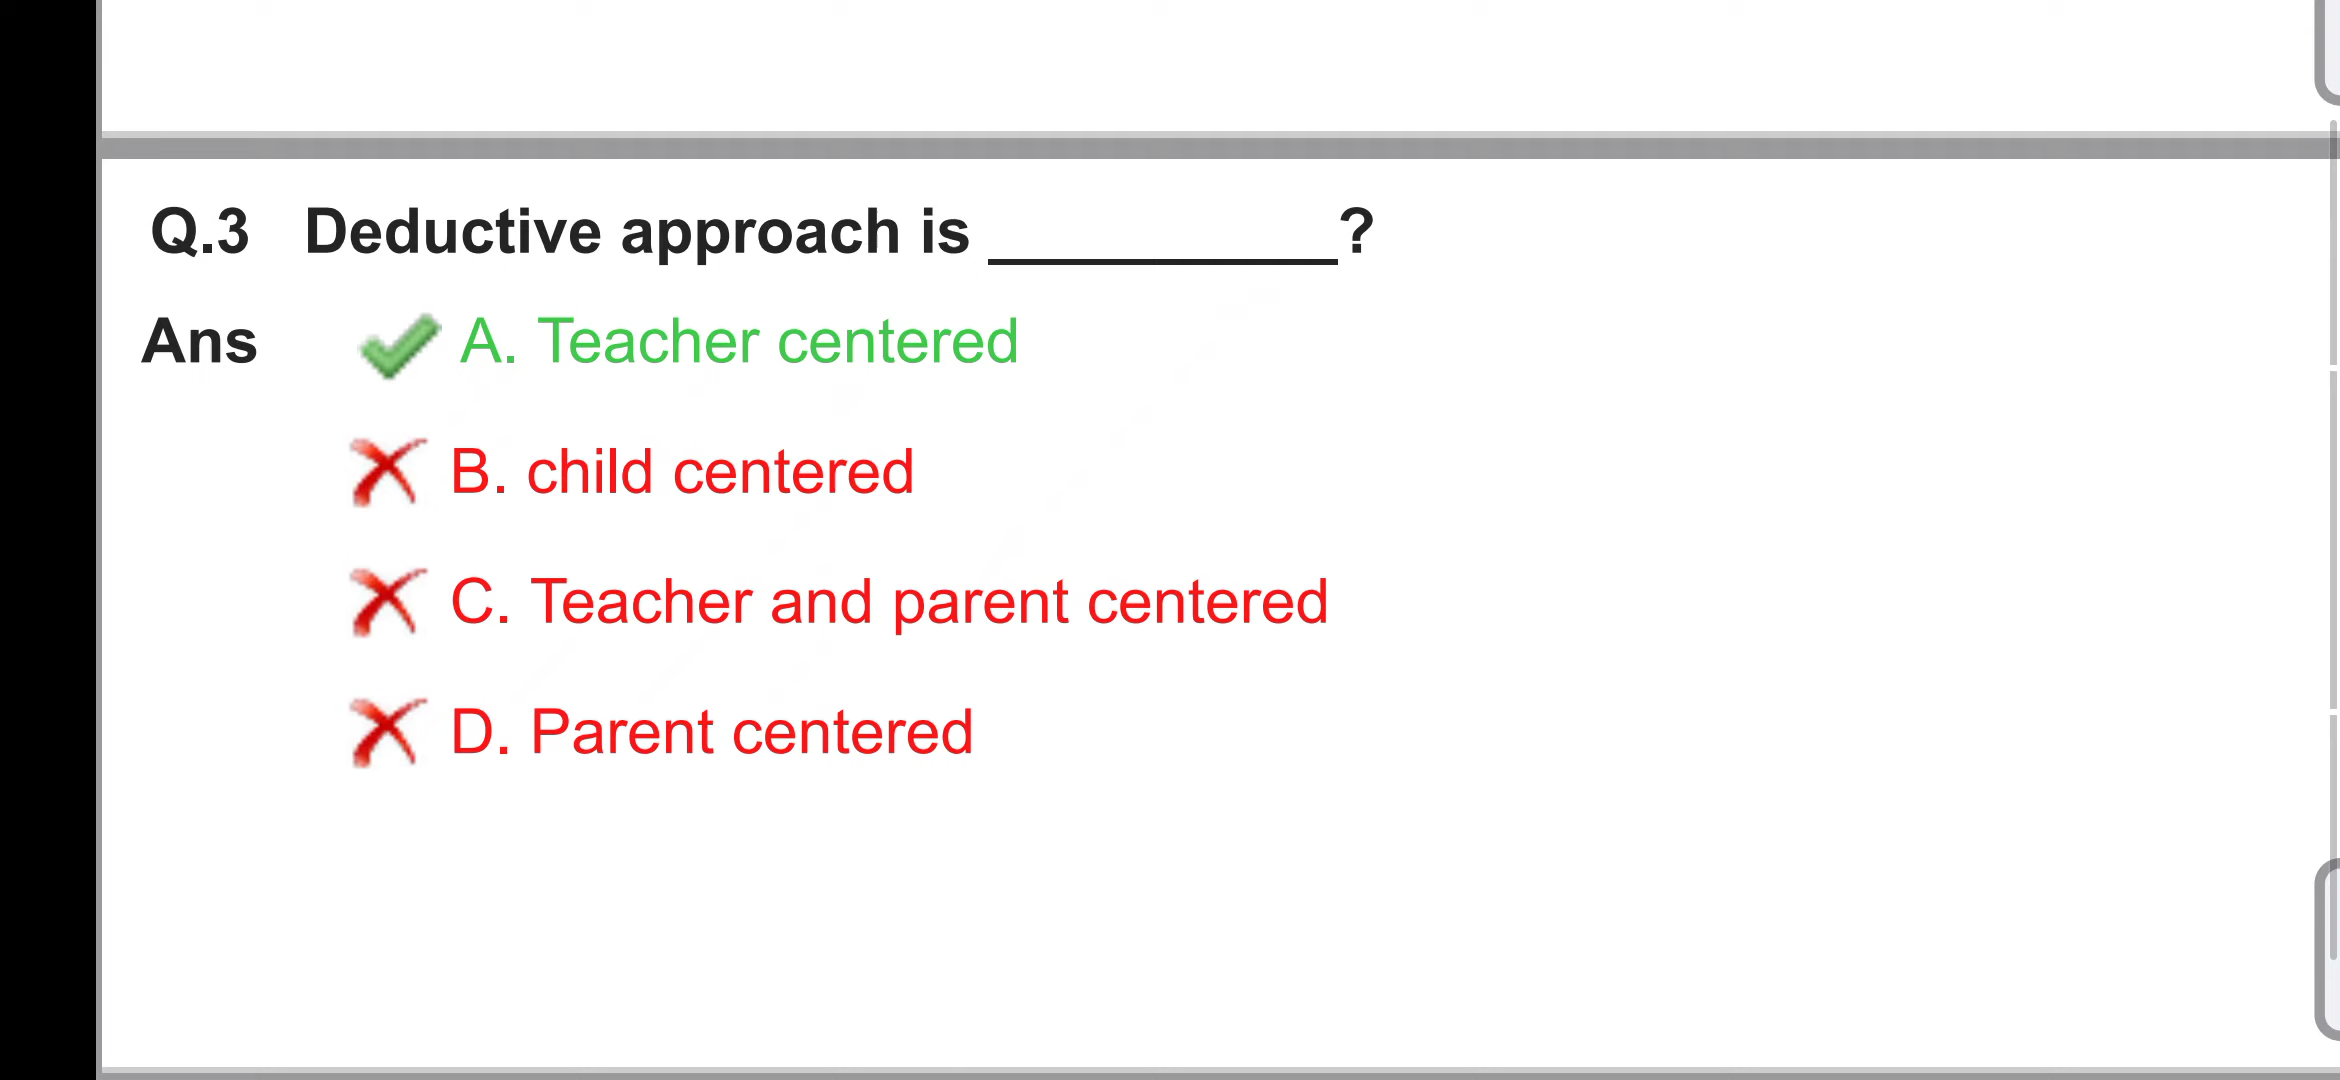 Q.3 Deductive approach is __________?
Ans A. Teacher centered
B. child centered
C. Teacher and parent centered
D. Parent centered